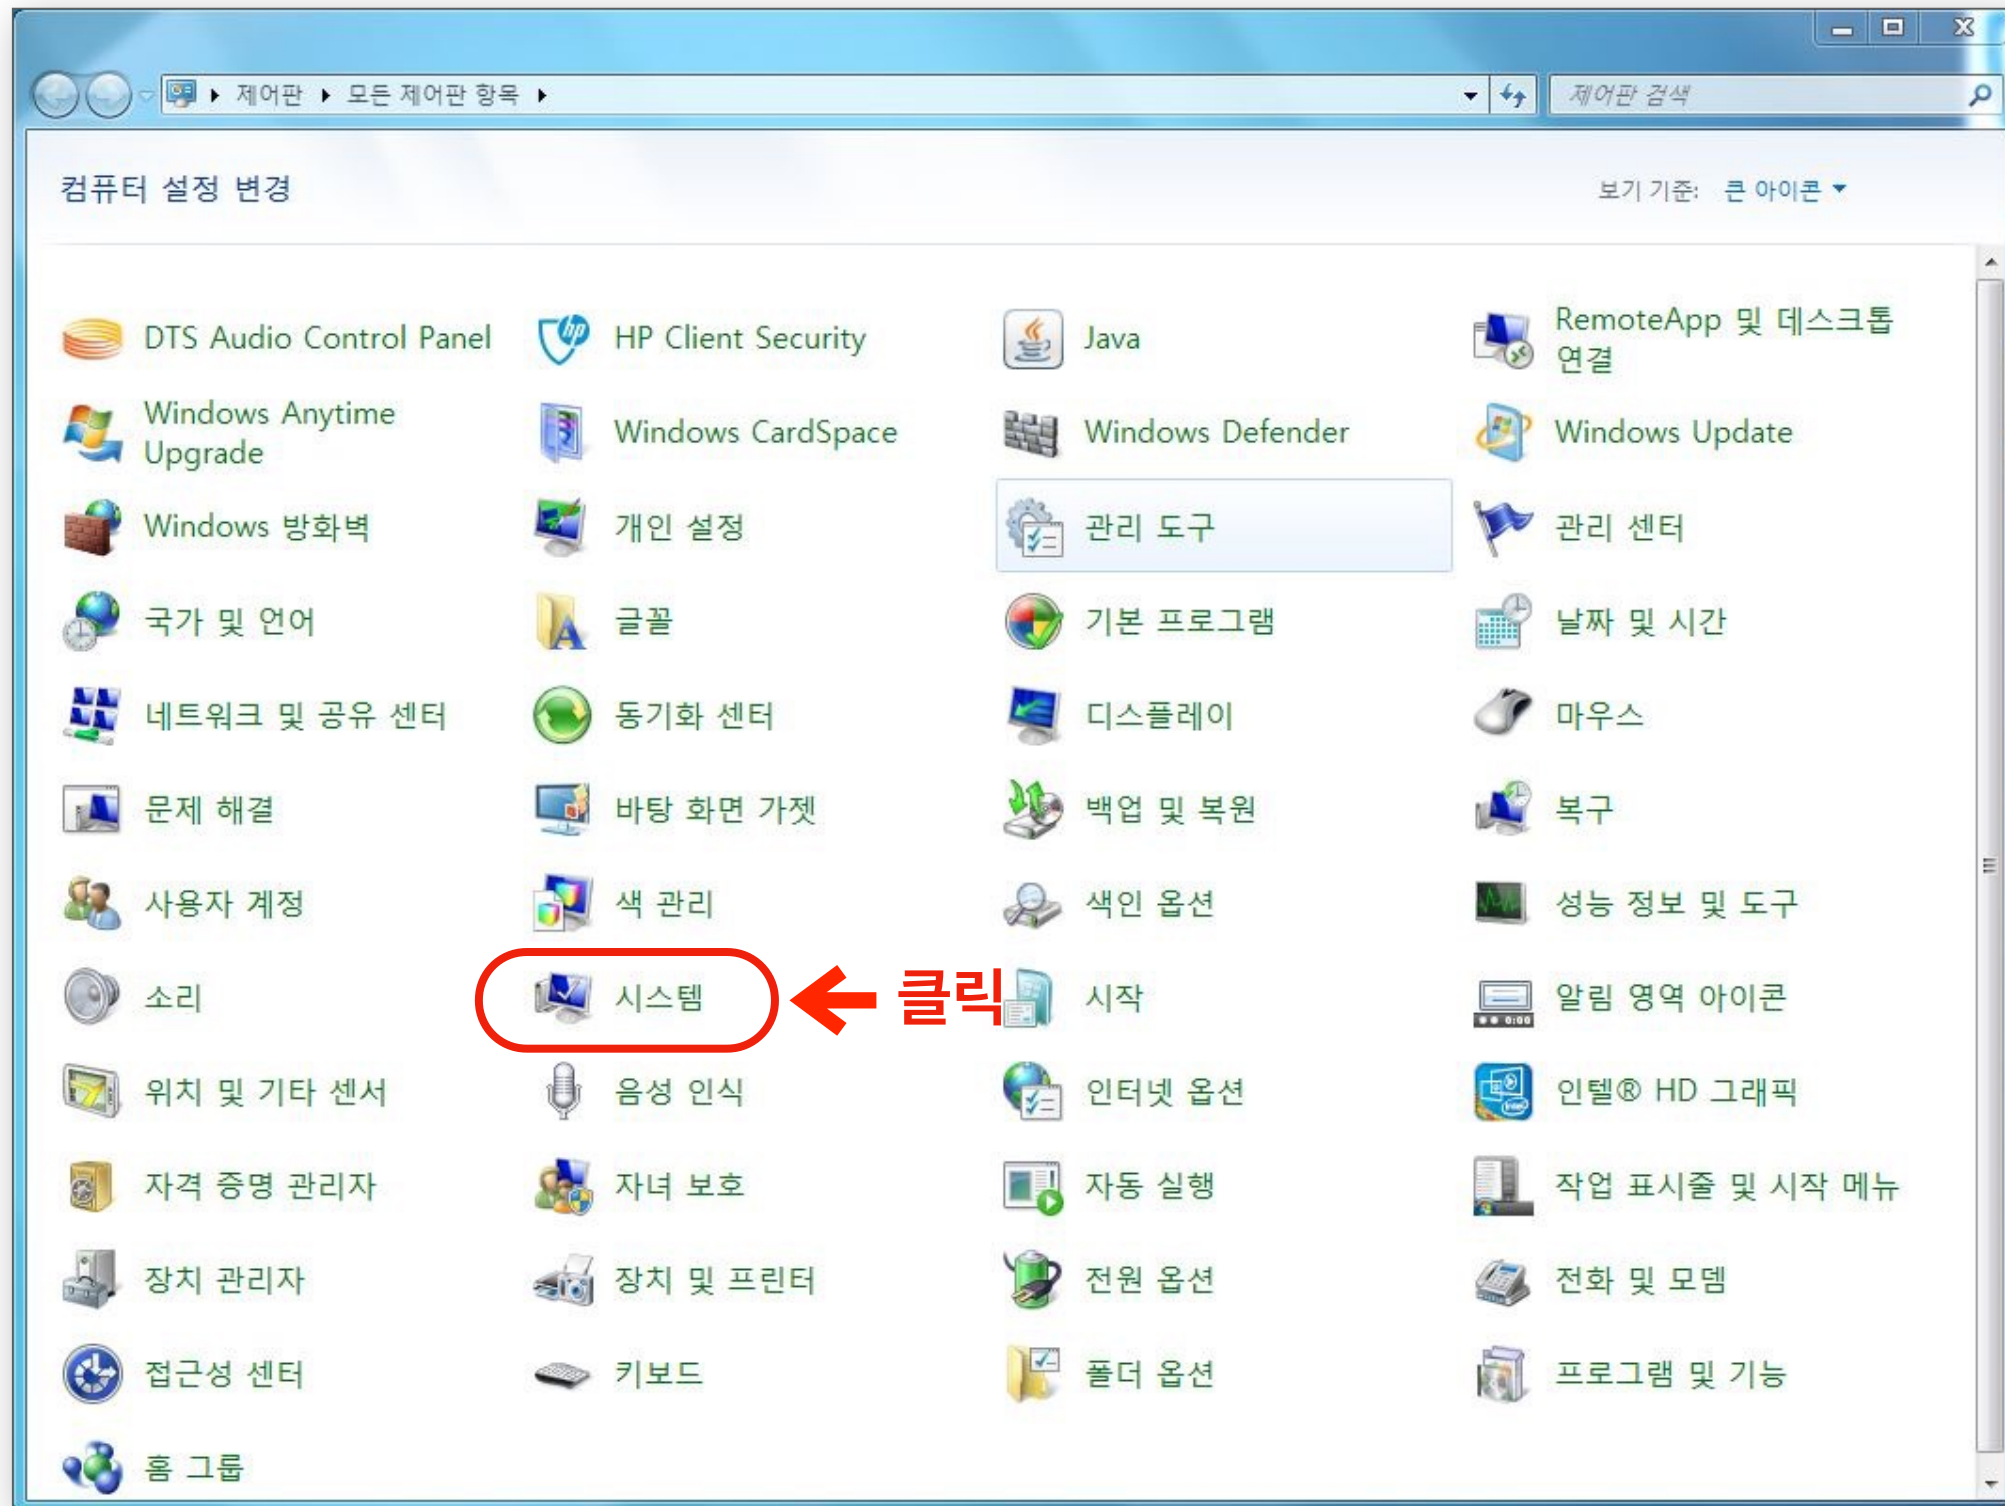 제어판 ▸ 모든 제어판 항목 ▸
제어판 검색
컴퓨터 설정 변경
보기 기준: 큰 아이콘
DTS Audio Control Panel
HP Client Security
Java
RemoteApp 및 데스크톱
연결
Windows Anytime
Upgrade
Windows CardSpace
Windows Defender
Windows Update
Windows 방화벽
개인 설정
관리 도구
관리 센터
국가 및 언어
글꼴
기본 프로그램
날짜 및 시간
네트워크 및 공유 센터
동기화 센터
디스플레이
마우스
문제 해결
바탕 화면 가젯
백업 및 복원
복구
사용자 계정
색 관리
색인 옵션
성능 정보 및 도구
소리
시스템
클릭
시작
알림 영역 아이콘
위치 및 기타 센서
음성 인식
인터넷 옵션
인텔® HD 그래픽
자격 증명 관리자
자녀 보호
자동 실행
작업 표시줄 및 시작 메뉴
장치 관리자
장치 및 프린터
전원 옵션
전화 및 모뎀
접근성 센터
키보드
폴더 옵션
프로그램 및 기능
홈 그룹